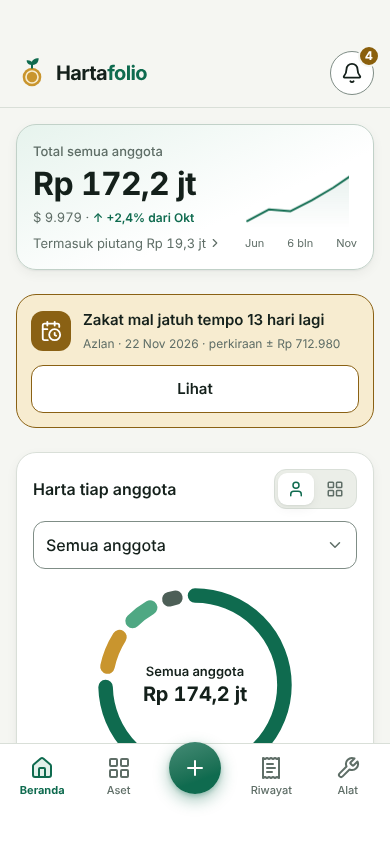 Hartafolio
4
Total semua anggota
Rp 172,2 jt
$ 9.979 · ↑ +2,4% dari Okt
Termasuk piutang Rp 19,3 jt >
Jun 6 bln Nov
Zakat mal jatuh tempo 13 hari lagi
Azlan · 22 Nov 2026 · perkiraan ± Rp 712.980
Lihat
Harta tiap anggota
Semua anggota
Semua anggota
Rp 174,2 jt
Beranda Aset Riwayat Alat